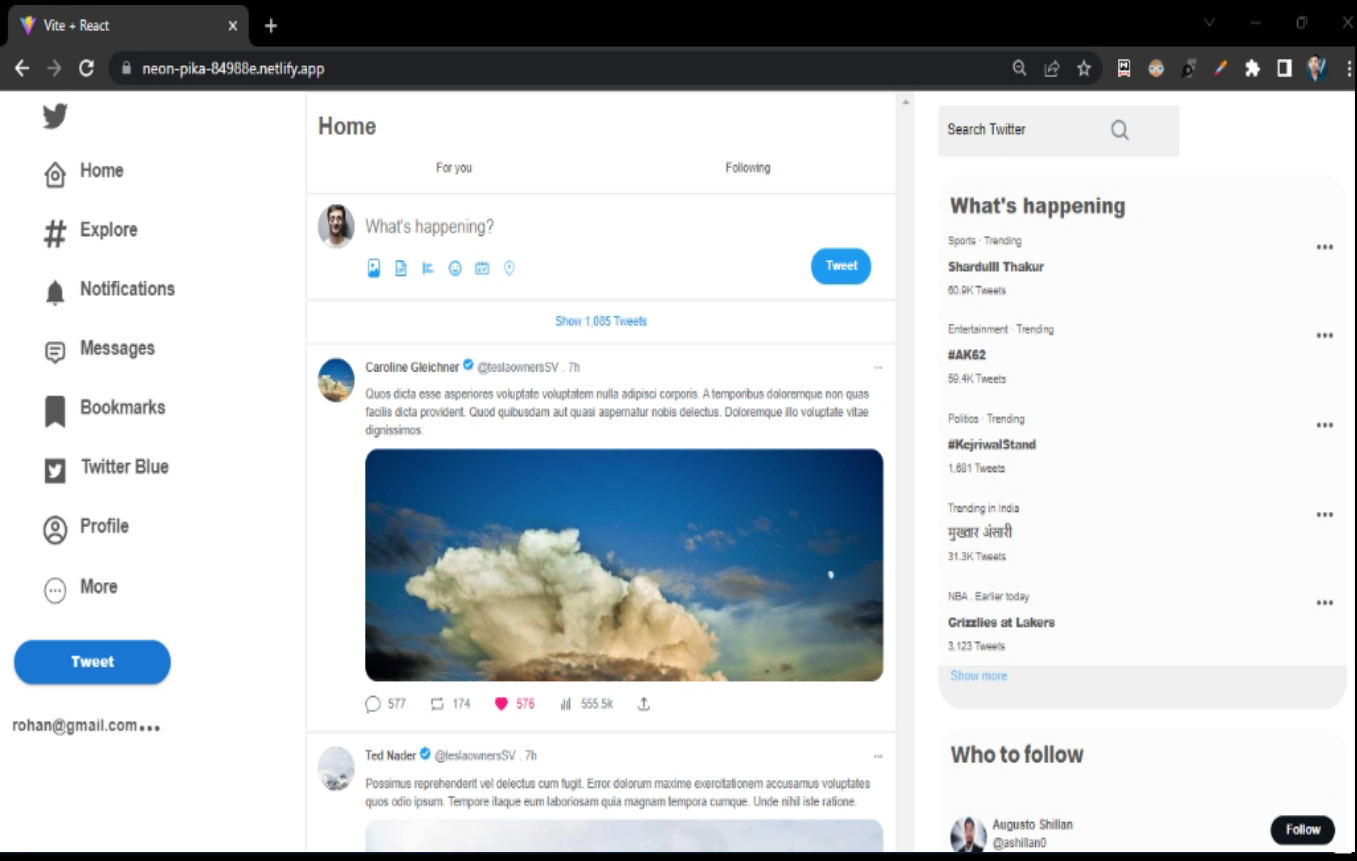 Vite + React
neon-pika-84988e.netlify.app
Home
Explore
Notifications
Messages
Bookmarks
Twitter Blue
Profile
More
Tweet
rohan@gmail.com
Home
For you
Following
What's happening?
Tweet
Show 1,085 Tweets
Caroline Gleichner @teslaownersSV . 7h
Quos dicta esse asperiores voluptate voluptatem nulla adipisci corporis. A temporibus doloremque non quas
facilis dicta provident. Quod quibusdam aut quasi aspernatur nobis delectus. Doloremque illo voluptate vitae
dignissimos.
577 174 576 555.5k
Ted Nader @teslaownersSV . 7h
Possimus reprehenderit vel delectus cum fugit. Error dolorum maxime exercitationem accusamus voluptates
quos odio ipsum. Tempore itaque eum laboriosam quia magnam tempora cumque. Unde nihil iste ratione.
Search Twitter
What's happening
Sports · Trending
Shardulll Thakur
60.9K Tweets
Entertainment · Trending
#AK62
59.4K Tweets
Politics · Trending
#KejriwalStand
1,681 Tweets
Trending in India
मुख्तार अंसारी
31.3K Tweets
NBA . Earlier today
Grizzlies at Lakers
3,123 Tweets
Show more
Who to follow
Augusto Shillan
@ashillan0
Follow